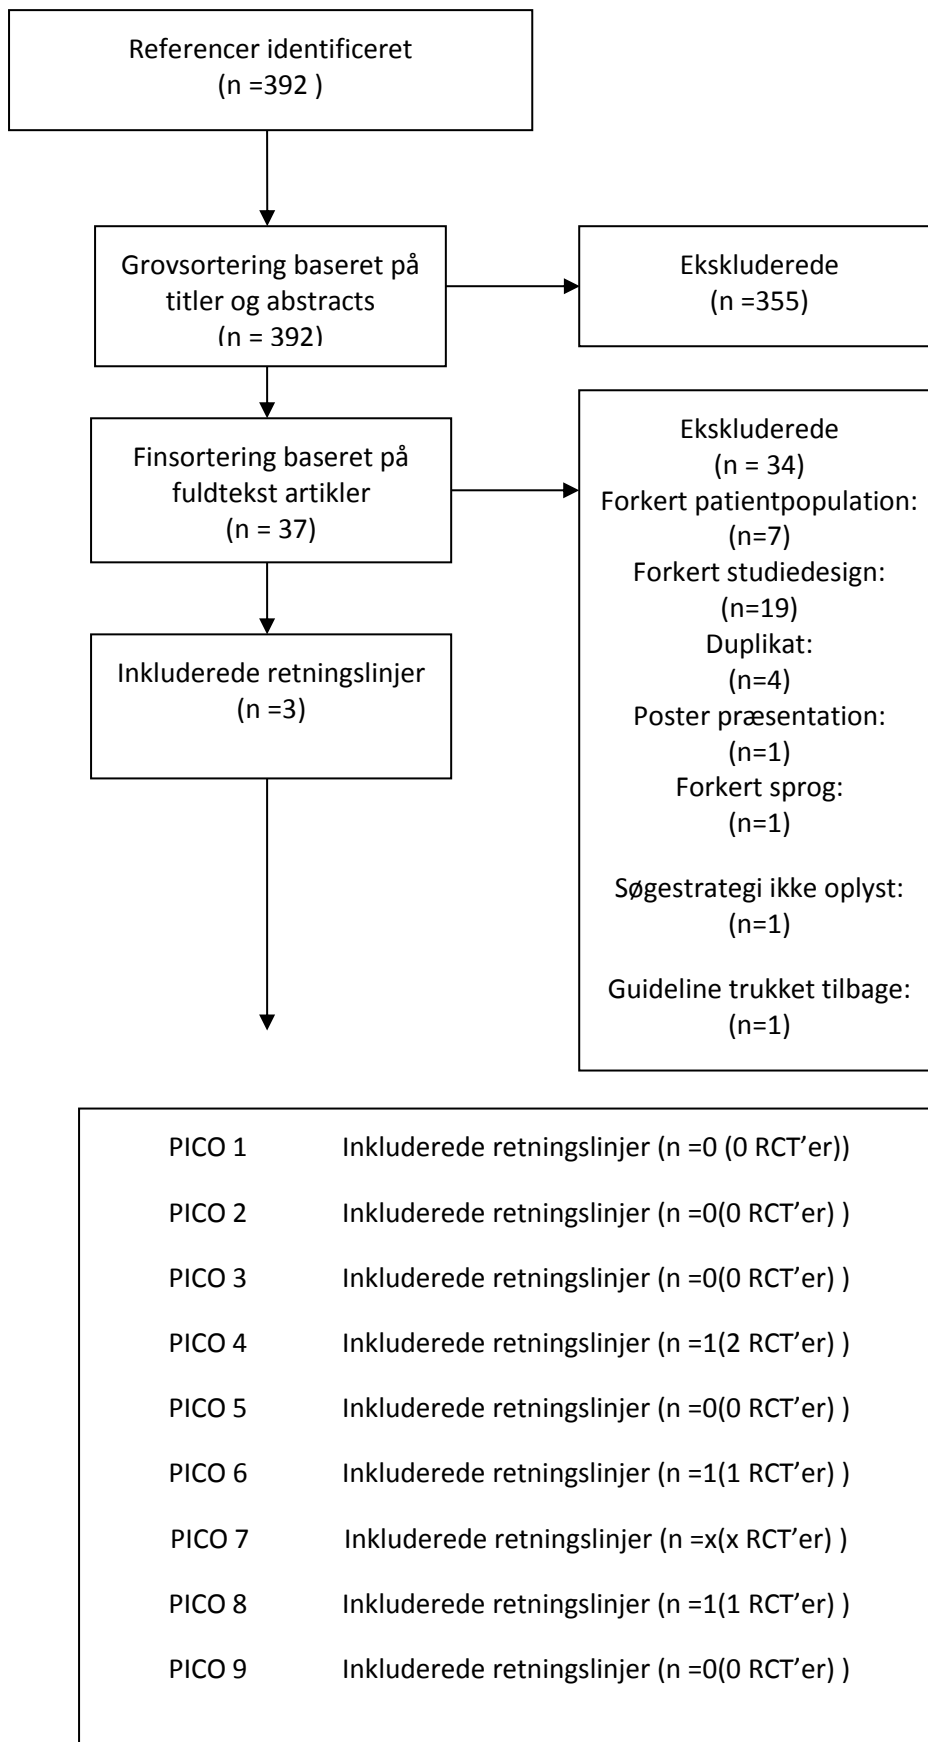 Referencer identificeret
(n =392 )
Grovsortering baseret på
titler og abstracts
(n = 392)
Ekskluderede
(n =355)
Finsortering baseret på
fuldtekst artikler
(n = 37)
Ekskluderede
(n = 34)
Forkert patientpopulation:
(n=7)
Forkert studiedesign:
(n=19)
Duplikat:
(n=4)
Poster præsentation:
(n=1)
Forkert sprog:
(n=1)
Søgestrategi ikke oplyst:
(n=1)
Guideline trukket tilbage:
(n=1)
Inkluderede retningslinjer
(n =3)
PICO 1 Inkluderede retningslinjer (n =0 (0 RCT’er))
PICO 2 Inkluderede retningslinjer (n =0(0 RCT’er) )
PICO 3 Inkluderede retningslinjer (n =0(0 RCT’er) )
PICO 4 Inkluderede retningslinjer (n =1(2 RCT’er) )
PICO 5 Inkluderede retningslinjer (n =0(0 RCT’er) )
PICO 6 Inkluderede retningslinjer (n =1(1 RCT’er) )
PICO 7 Inkluderede retningslinjer (n =x(x RCT’er) )
PICO 8 Inkluderede retningslinjer (n =1(1 RCT’er) )
PICO 9 Inkluderede retningslinjer (n =0(0 RCT’er) )